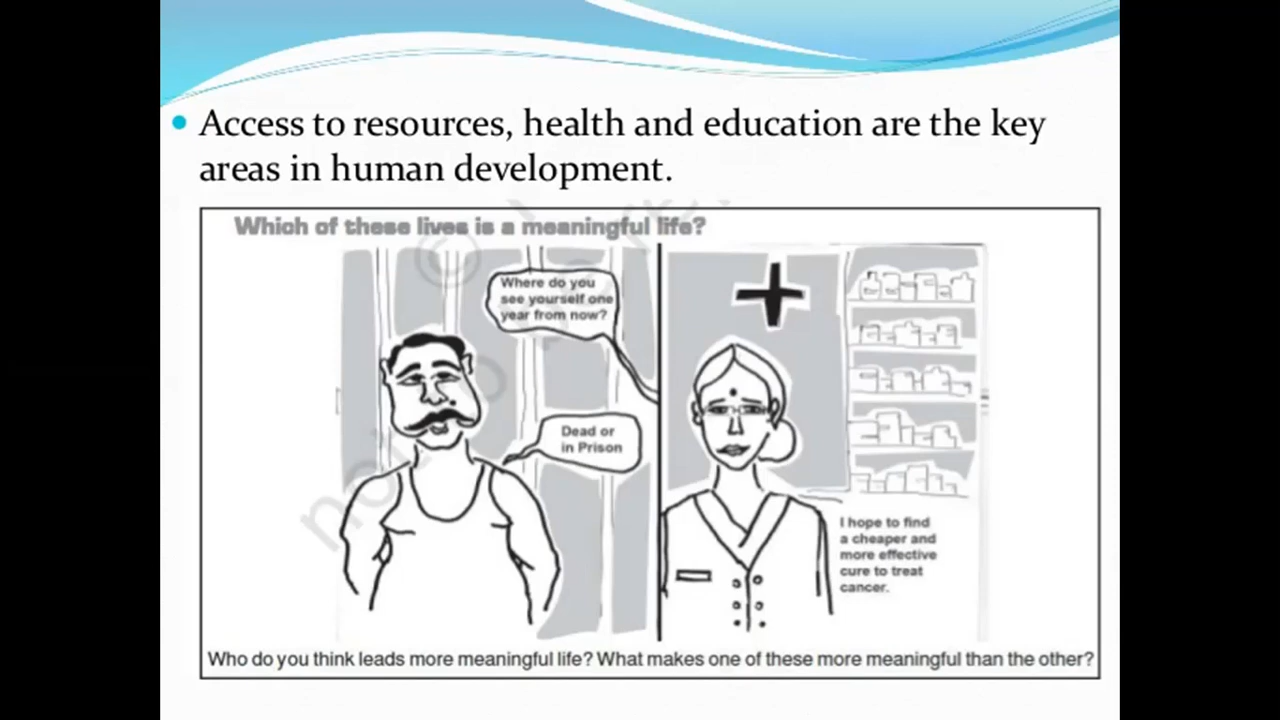 Access to resources, health and education are the key
areas in human development.
Which of these lives is a meaningful life?
Where do you
see yourself one
year from now?
Dead or
in Prison
I hope to find
a cheaper and
more effective
cure to treat
cancer.
Who do you think leads more meaningful life? What makes one of these more meaningful than the other?